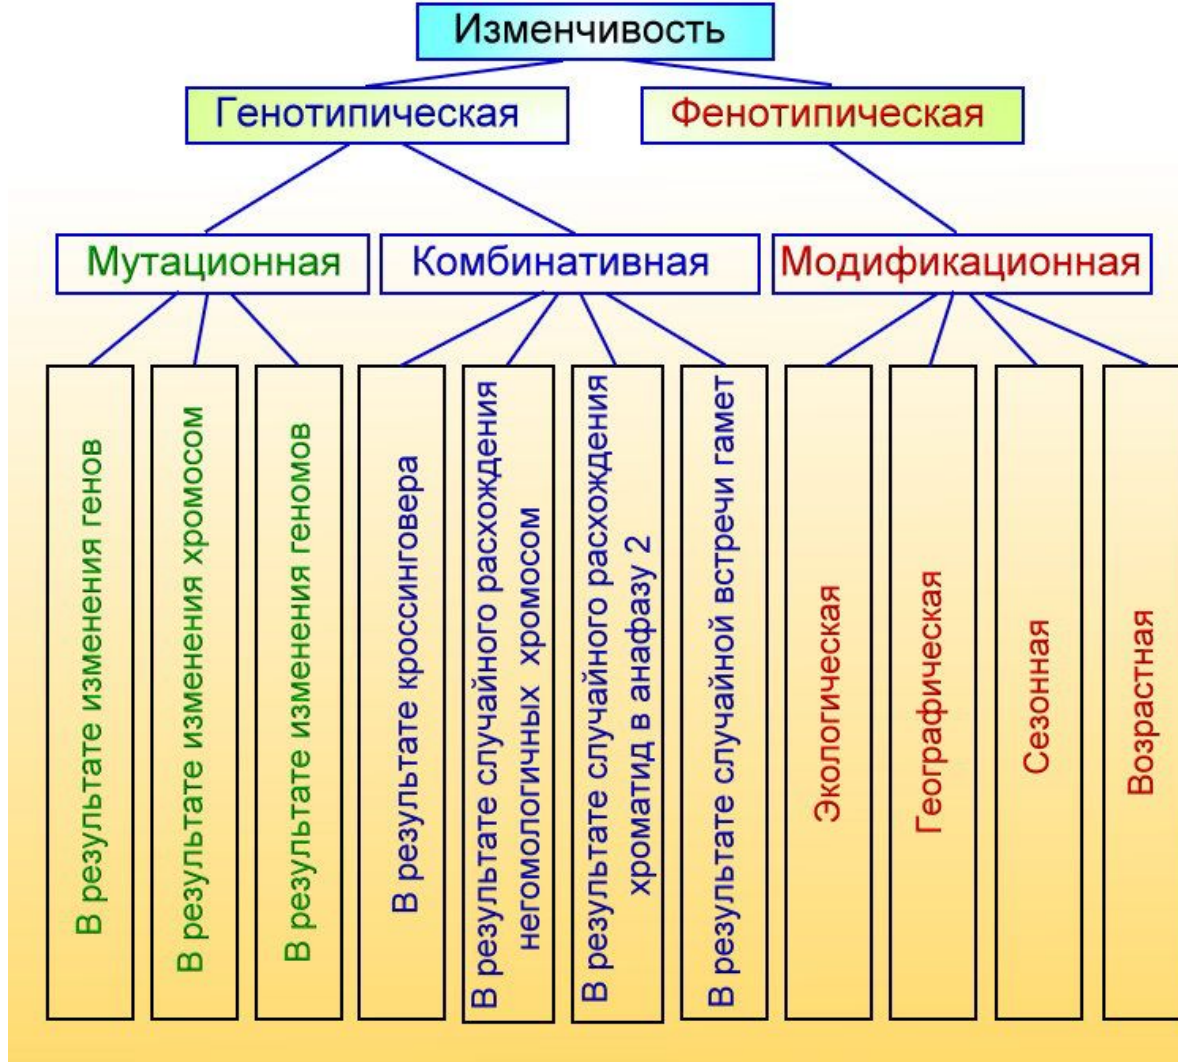 Изменчивость
Генотипическая
Фенотипическая
Мутационная
Комбинативная
Модификационная
В результате изменения генов
В результате изменения хромосом
В результате изменения геномов
В результате кроссинговера
В результате случайного расхождения
негомологичных хромосом
В результате случайного расхождения
хроматид в анафазу 2
В результате случайной встречи гамет
Экологическая
Географическая
Сезонная
Возрастная